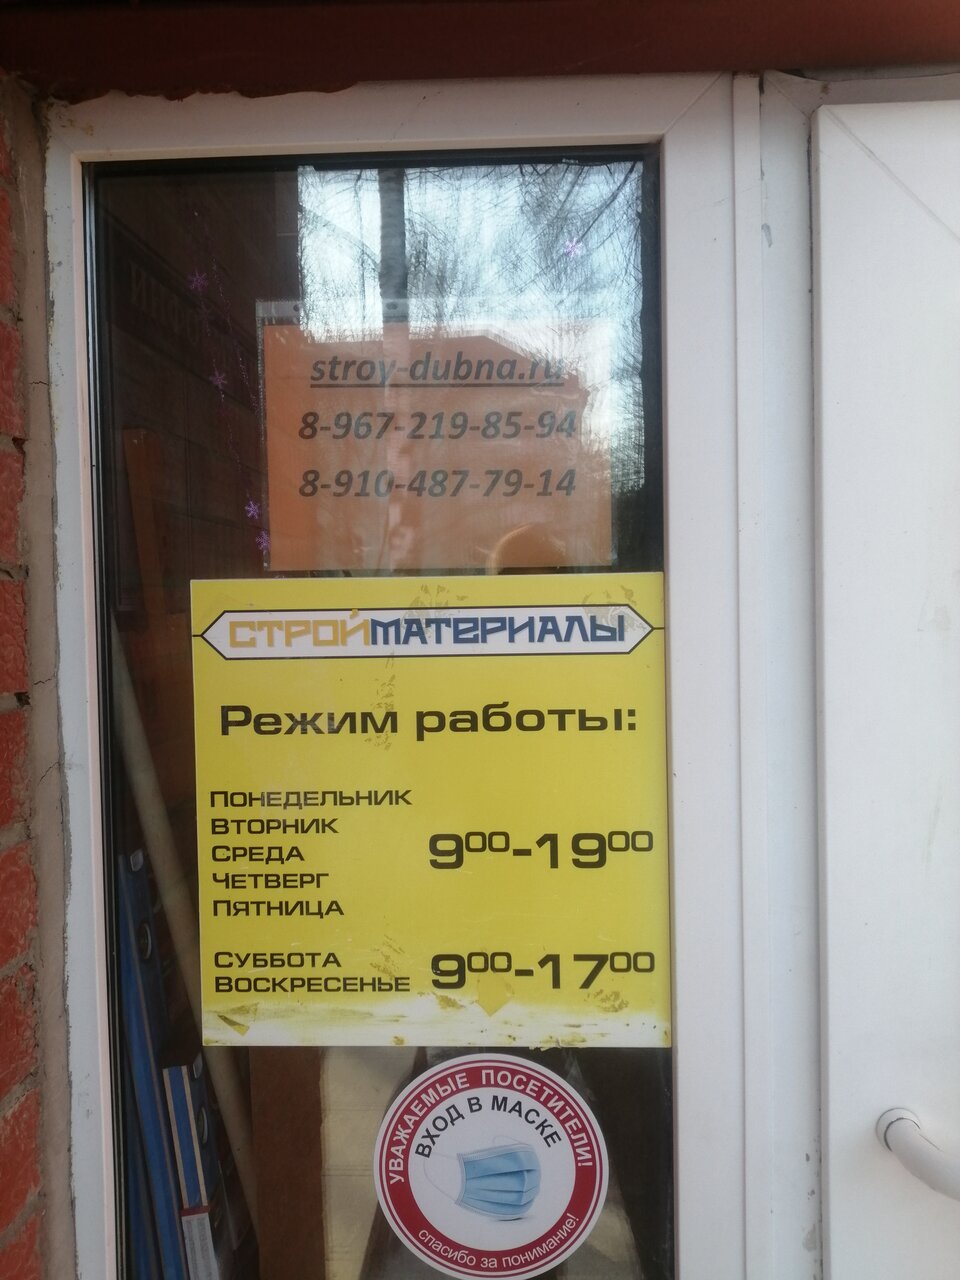 stroy-dubna.ru
8-967-219-85-94
8-910-487-79-14
СТРОЙМАТЕРИАЛЫ
Режим работы:
ПОНЕДЕЛЬНИК
ВТОРНИК
СРЕДА
ЧЕТВЕРГ
ПЯТНИЦА
9⁰⁰-19⁰⁰
СУББОТА
ВОСКРЕСЕНЬЕ
9⁰⁰-17⁰⁰
УВАЖАЕМЫЕ ПОСЕТИТЕЛИ!
ВХОД В МАСКЕ
спасибо за понимание!